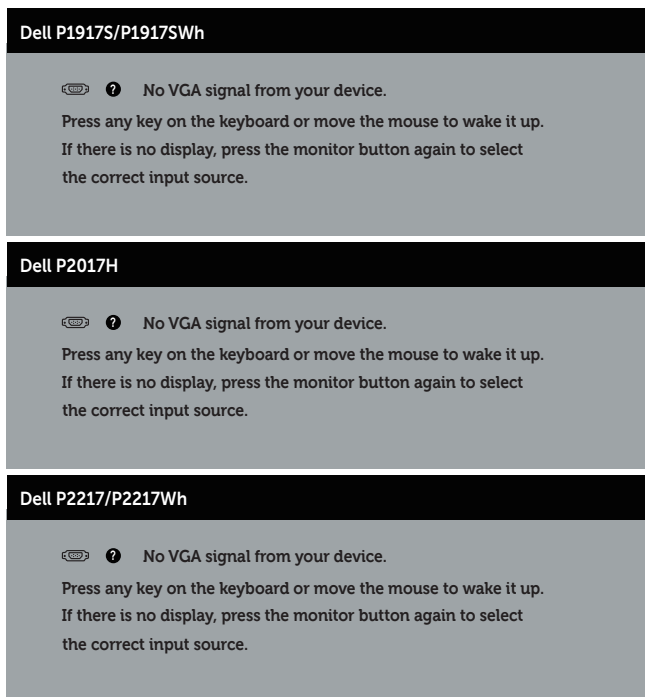 Dell P1917S/P1917SWh
No VGA signal from your device.
Press any key on the keyboard or move the mouse to wake it up.
If there is no display, press the monitor button again to select
the correct input source.
Dell P2017H
No VGA signal from your device.
Press any key on the keyboard or move the mouse to wake it up.
If there is no display, press the monitor button again to select
the correct input source.
Dell P2217/P2217Wh
No VGA signal from your device.
Press any key on the keyboard or move the mouse to wake it up.
If there is no display, press the monitor button again to select
the correct input source.